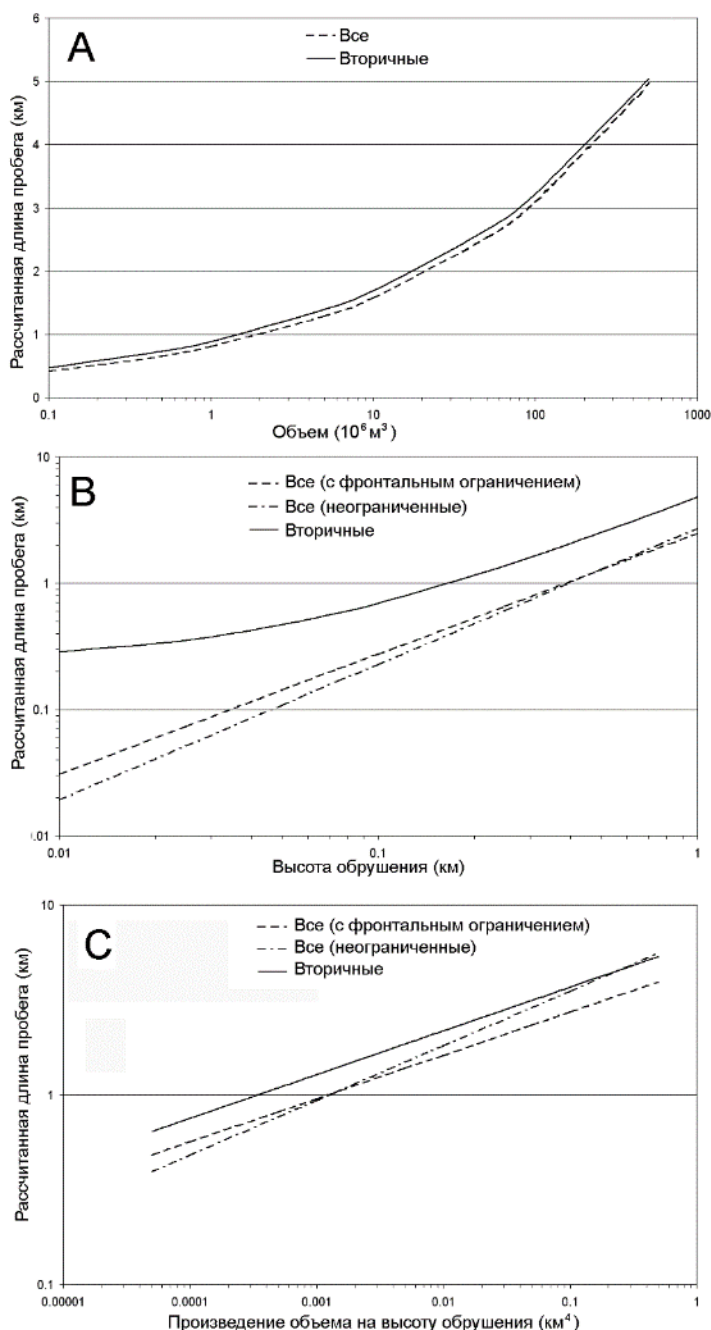 A
Все
Вторичные
Рассчитанная длина пробега (км)
6
5
4
3
2
1
0
0.1
1
10
100
1000
Объем (10⁶ м³)
B
Все (с фронтальным ограничением)
Все (неограниченные)
Вторичные
Рассчитанная длина пробега (км)
10
1
0.1
.01
0.01
0.1
1
Высота обрушения (км)
C
Все (с фронтальным ограничением)
Все (неограниченные)
Вторичные
Рассчитанная длина пробега (км)
10
1
0.1
0.00001
0.0001
0.001
0.01
0.1
1
Произведение объема на высоту обрушения (км⁴)